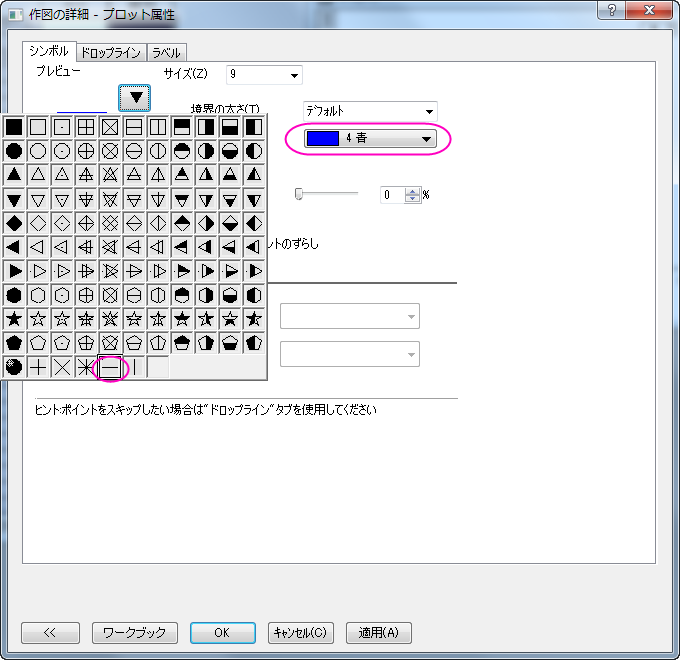 作図の詳細 - プロット属性
シンボル ドロップライン ラベル
プレビュー サイズ(Z) 9
境界の太さ(T) デフォルト
4 青
0 %
ントのずらし
ヒント:ポイントをスキップしたい場合は"ドロップライン"タブを使用してください
<< ワークブック OK キャンセル(C) 適用(A)